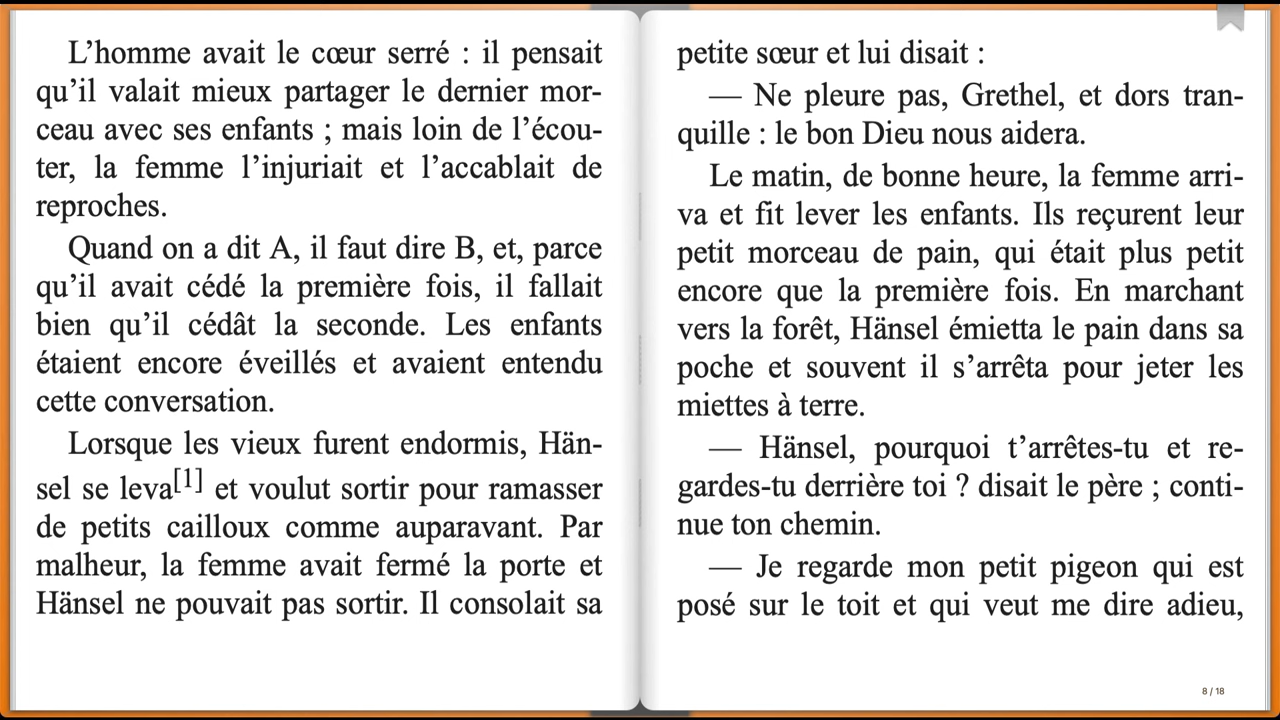 L’homme avait le cœur serré : il pensait
qu’il valait mieux partager le dernier mor-
ceau avec ses enfants ; mais loin de l’écou-
ter, la femme l’injuriait et l’accablait de
reproches.
Quand on a dit A, il faut dire B, et, parce
qu’il avait cédé la première fois, il fallait
bien qu’il cédât la seconde. Les enfants
étaient encore éveillés et avaient entendu
cette conversation.
Lorsque les vieux furent endormis, Hän-
sel se leva[1] et voulut sortir pour ramasser
de petits cailloux comme auparavant. Par
malheur, la femme avait fermé la porte et
Hänsel ne pouvait pas sortir. Il consolait sa
petite sœur et lui disait :
— Ne pleure pas, Grethel, et dors tran-
quille : le bon Dieu nous aidera.
Le matin, de bonne heure, la femme arri-
va et fit lever les enfants. Ils reçurent leur
petit morceau de pain, qui était plus petit
encore que la première fois. En marchant
vers la forêt, Hänsel émietta le pain dans sa
poche et souvent il s’arrêta pour jeter les
miettes à terre.
— Hänsel, pourquoi t’arrêtes-tu et re-
gardes-tu derrière toi ? disait le père ; conti-
nue ton chemin.
— Je regarde mon petit pigeon qui est
posé sur le toit et qui veut me dire adieu,
8 / 18